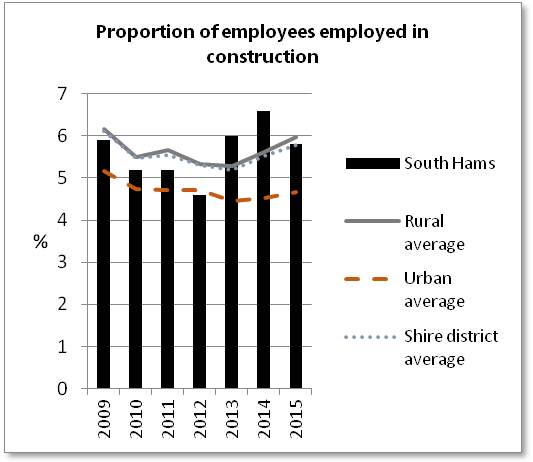 Proportion of employees employed in
construction
7
6
5
4
3
2
1
0
%
2009
2010
2011
2012
2013
2014
2015
South Hams
Rural
average
Urban
average
Shire district
average